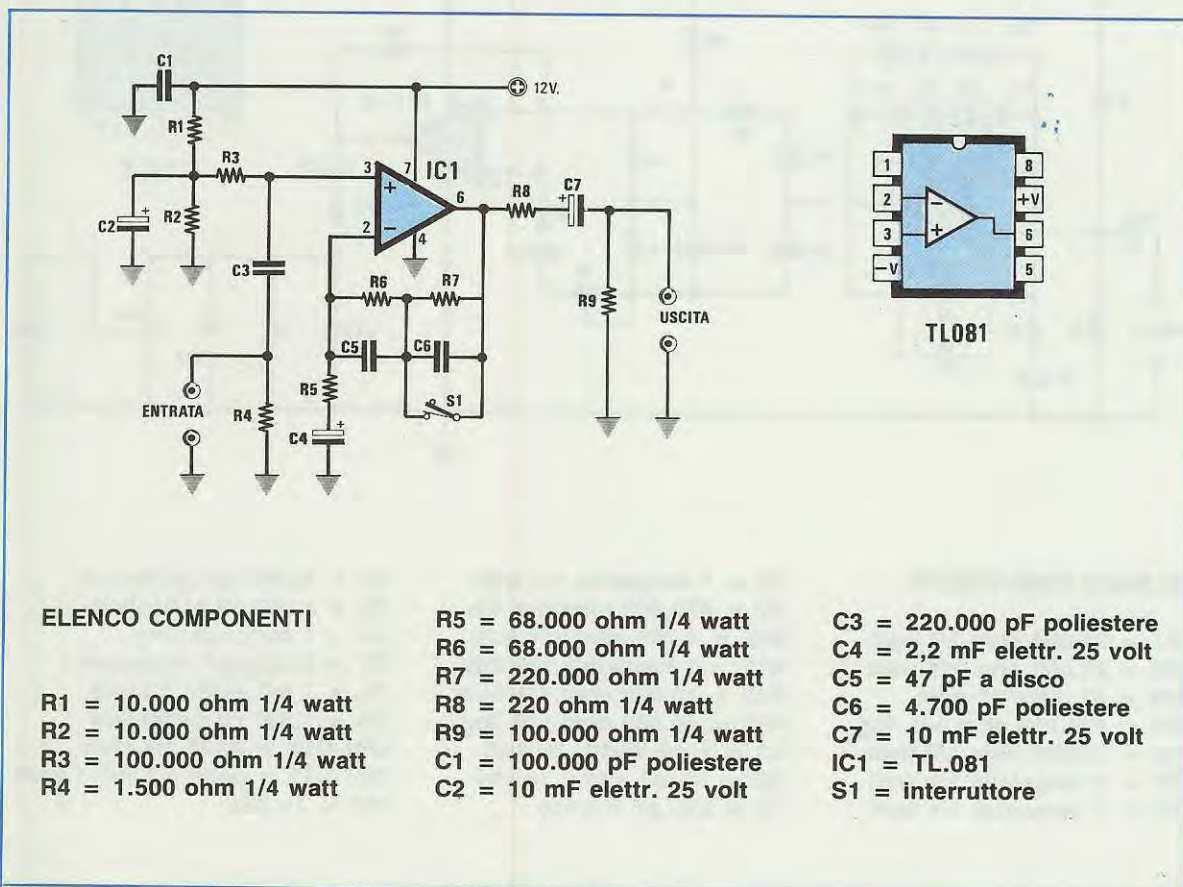 C1
12V.
R1
R3
3
7
IC1
+
6
R8
C7
+
R2
C2
+
2
−
4
C3
R6
R7
R9
USCITA
C5
C6
R5
S1
ENTRATA
R4
C4
+
1
8
2
−
+V
3
+
6
−V
5
TL081
ELENCO COMPONENTI
R1 = 10.000 ohm 1/4 watt
R2 = 10.000 ohm 1/4 watt
R3 = 100.000 ohm 1/4 watt
R4 = 1.500 ohm 1/4 watt
R5 = 68.000 ohm 1/4 watt
R6 = 68.000 ohm 1/4 watt
R7 = 220.000 ohm 1/4 watt
R8 = 220 ohm 1/4 watt
R9 = 100.000 ohm 1/4 watt
C1 = 100.000 pF poliestere
C2 = 10 mF elettr. 25 volt
C3 = 220.000 pF poliestere
C4 = 2,2 mF elettr. 25 volt
C5 = 47 pF a disco
C6 = 4.700 pF poliestere
C7 = 10 mF elettr. 25 volt
IC1 = TL.081
S1 = interruttore